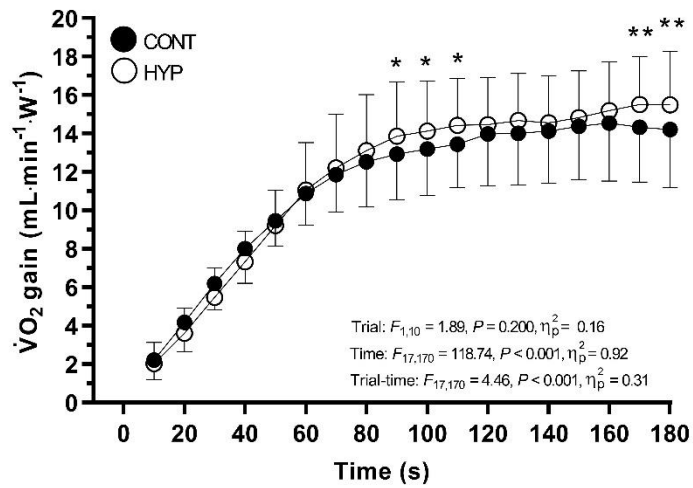 20
18
16
14
12
10
8
6
4
2
0
V̇O₂ gain (mL·min⁻¹·W⁻¹)
CONT
HYP
* * * ** **
Trial: F₁,₁₀ = 1.89, P = 0.200, ηₚ² = 0.16
Time: F₁₇,₁₇₀ = 118.74, P < 0.001, ηₚ² = 0.92
Trial-time: F₁₇,₁₇₀ = 4.46, P < 0.001, ηₚ² = 0.31
0 20 40 60 80 100 120 140 160 180
Time (s)